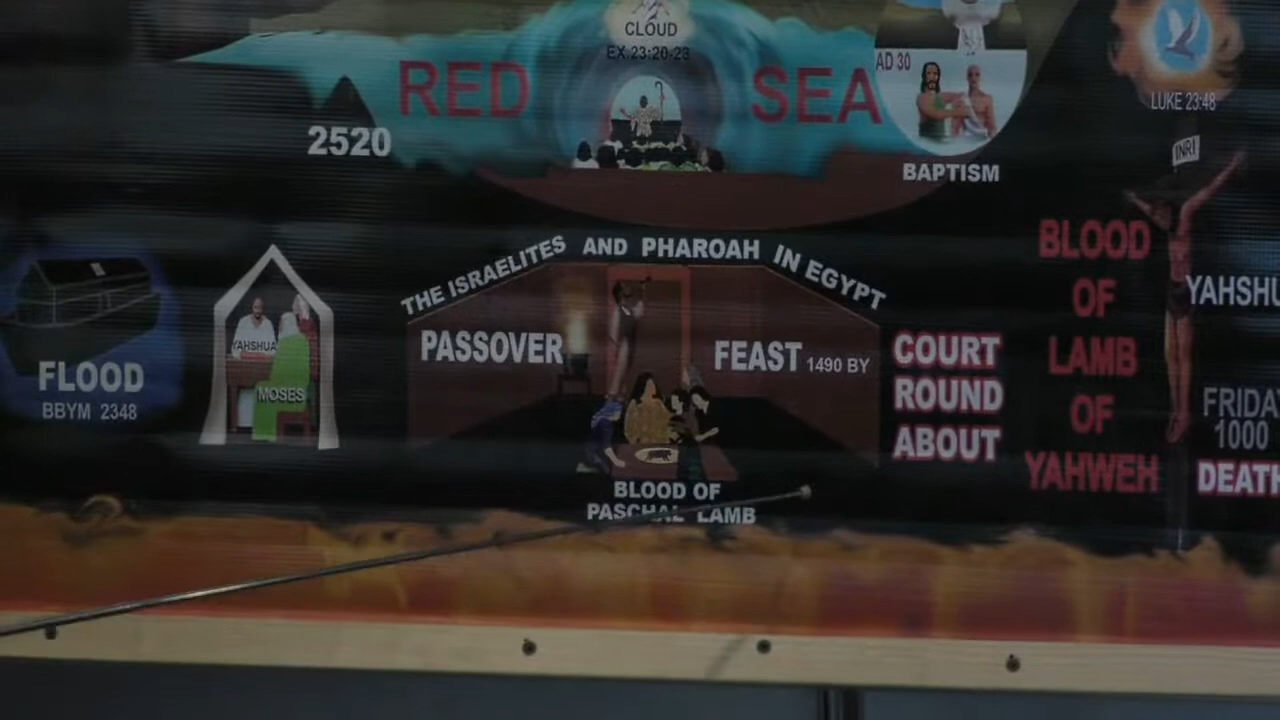 CLOUD
EX.23:20-23
RED SEA
AD 30
LUKE 23:48
2520
INRI
BAPTISM
THE ISRAELITES AND PHAROAH IN EGYPT
BLOOD
OF
LAMB
OF
YAHWEH
YAHSHU
YAHSHUA
MOSES
FLOOD
BBYM 2348
PASSOVER FEAST 1490 BY
COURT
ROUND
ABOUT
FRIDA
1000
DEATH
BLOOD OF
PASCHAL LAMB